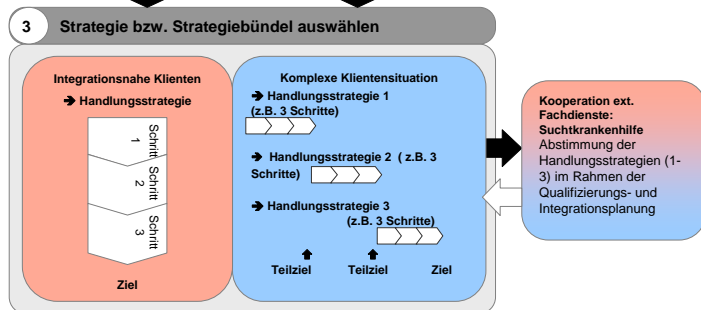 3 Strategie bzw. Strategiebündel auswählen
Integrationsnahe Klienten
➔ Handlungsstrategie
Schritt 1
Schritt 2
Schritt 3
Ziel
Komplexe Klientensituation
➔ Handlungsstrategie 1
(z.B. 3 Schritte)
➔ Handlungsstrategie 2 ( z.B. 3
Schritte)
➔ Handlungsstrategie 3
(z.B. 3 Schritte)
Teilziel Teilziel Ziel
Kooperation ext.
Fachdienste:
Suchtkrankenhilfe
Abstimmung der
Handlungsstrategien (1-
3) im Rahmen der
Qualifizierungs- und
Integrationsplanung